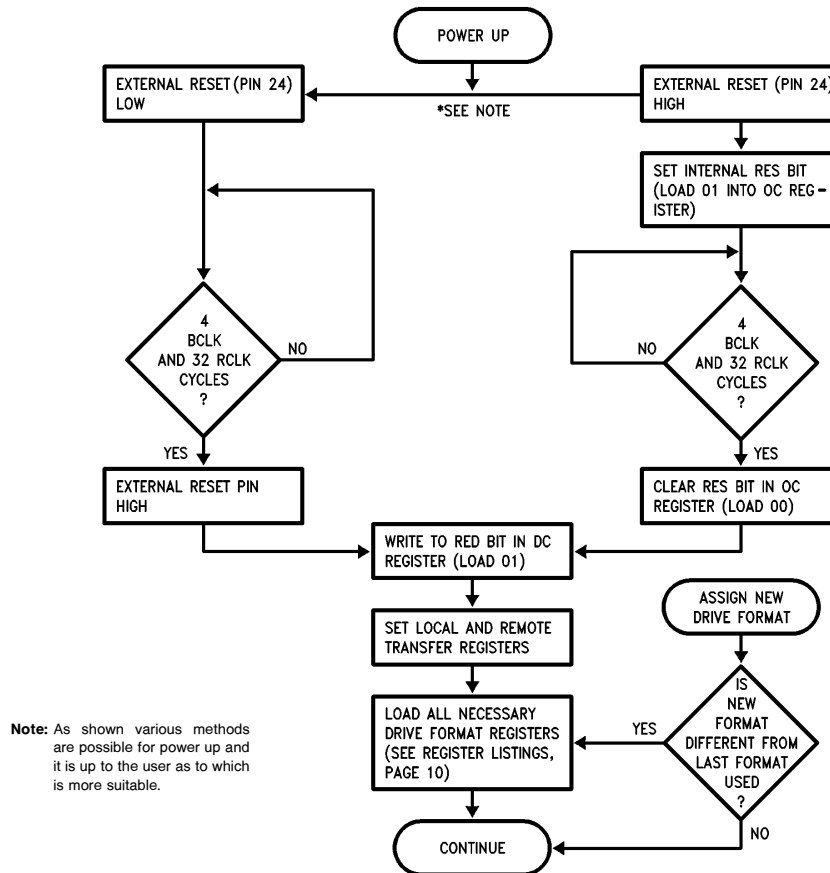 POWER UP
EXTERNAL RESET (PIN 24)
LOW
*SEE NOTE
EXTERNAL RESET (PIN 24)
HIGH
SET INTERNAL RES BIT
(LOAD 01 INTO OC REG-
ISTER)
4
BCLK
AND 32 RCLK
CYCLES
?
NO
YES
4
BCLK
AND 32 RCLK
CYCLES
?
NO
YES
EXTERNAL RESET PIN
HIGH
CLEAR RES BIT IN OC
REGISTER (LOAD 00)
WRITE TO RED BIT IN DC
REGISTER (LOAD 01)
SET LOCAL AND REMOTE
TRANSFER REGISTERS
LOAD ALL NECESSARY
DRIVE FORMAT REGISTERS
(SEE REGISTER LISTINGS,
PAGE 10)
ASSIGN NEW
DRIVE FORMAT
IS
NEW
FORMAT
DIFFERENT FROM
LAST FORMAT
USED
?
YES
NO
CONTINUE
Note: As shown various methods
are possible for power up and
it is up to the user as to which
is more suitable.